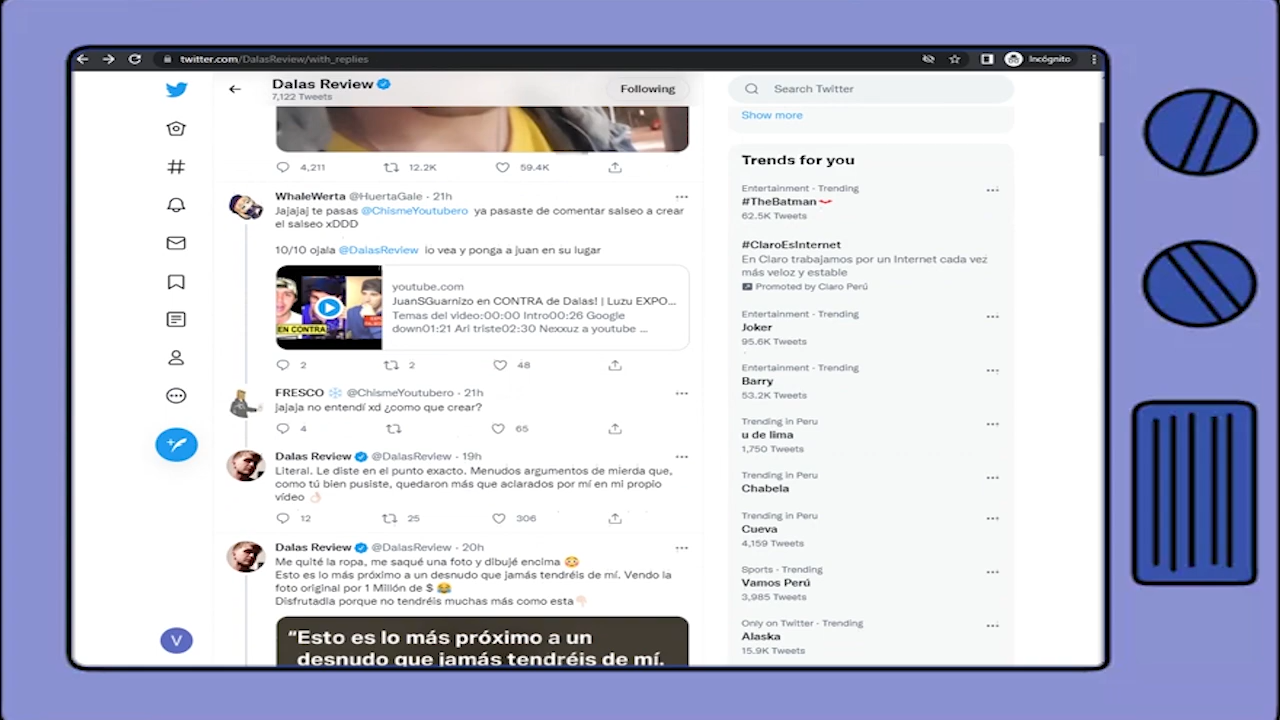 twitter.com/DalasReview/with_replies
Incógnito
Dalas Review
7,122 Tweets
Following
4,211 12.2K 59.4K
WhaleWerta @HuertaGale · 21h
Jajajaj te pasas @ChismeYoutubero ya pasaste de comentar salseo a crear
el salseo xDDD
10/10 ojala @DalasReview lo vea y ponga a juan en su lugar
EN CONTRA
youtube.com
JuanSGuarnizo en CONTRA de Dalas! | Luzu EXPO...
Temas del video:00:00 Intro00:26 Google
down01:21 Ari triste02:30 Nexxuz a youtube ...
2 2 48
FRESCO @ChismeYoutubero · 21h
jajaja no entendí xd ¿como que crear?
4 65
Dalas Review @DalasReview · 19h
Literal. Le diste en el punto exacto. Menudos argumentos de mierda que,
como tú bien pusiste, quedaron más que aclarados por mí en mi propio
vídeo 👌🏻
12 25 306
Dalas Review @DalasReview · 20h
Me quité la ropa, me saqué una foto y dibujé encima 😳
Esto es lo más próximo a un desnudo que jamás tendréis de mí. Vendo la
foto original por 1 Millón de $ 😂
Disfrutadla porque no tendréis muchas más como esta👎🏻
“Esto es lo más próximo a un
desnudo que jamás tendréis de mí.
V
Search Twitter
Show more
Trends for you
Entertainment · Trending
#TheBatman
62.5K Tweets
#ClaroEsInternet
En Claro trabajamos por un Internet cada vez
más veloz y estable
Promoted by Claro Perú
Entertainment · Trending
Joker
95.6K Tweets
Entertainment · Trending
Barry
53.2K Tweets
Trending in Peru
u de lima
1,750 Tweets
Trending in Peru
Chabela
Trending in Peru
Cueva
4,159 Tweets
Sports · Trending
Vamos Perú
3,985 Tweets
Only on Twitter · Trending
Alaska
15.9K Tweets